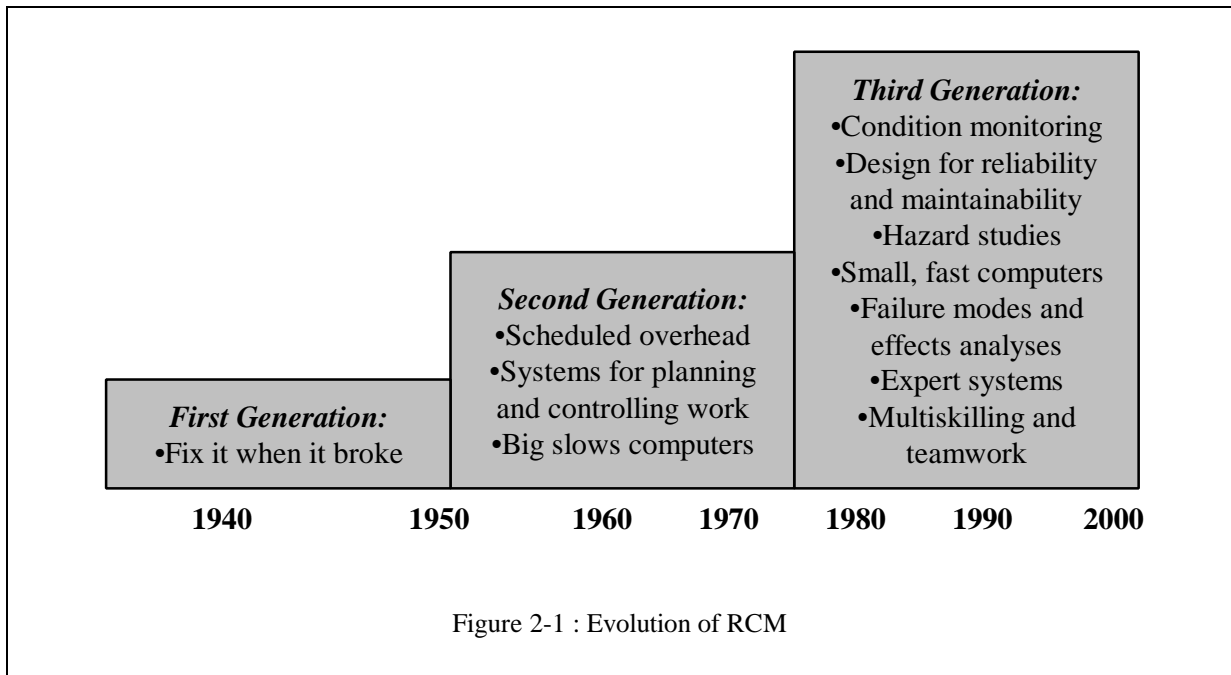 First Generation:
•Fix it when it broke
Second Generation:
•Scheduled overhead
•Systems for planning
and controlling work
•Big slows computers
Third Generation:
•Condition monitoring
•Design for reliability
and maintainability
•Hazard studies
•Small, fast computers
•Failure modes and
effects analyses
•Expert systems
•Multiskilling and
teamwork
1940 1950 1960 1970 1980 1990 2000
Figure 2-1 : Evolution of RCM